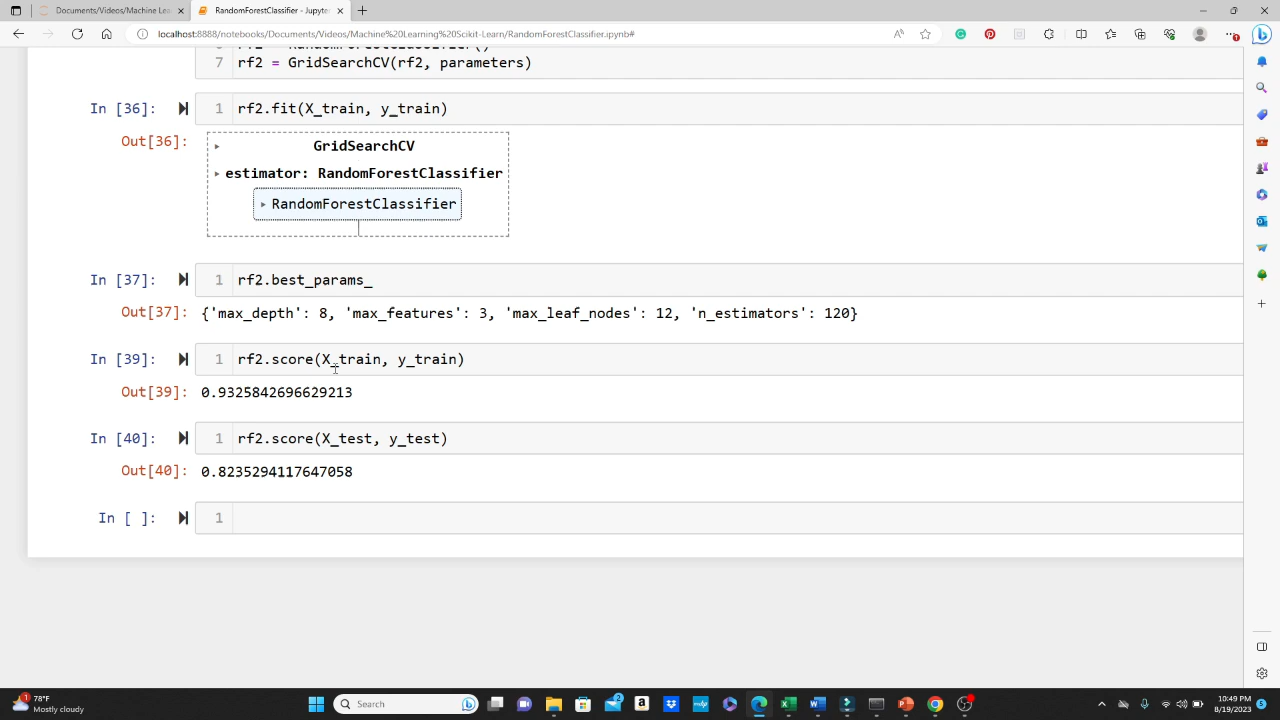 Documents/Videos/Machine Lea
RandomForestClassifier - Jupyter
localhost:8888/notebooks/Documents/Videos/Machine%20Learning%20Scikit-Learn/RandomForestClassifier.ipynb#
7 rf2 = GridSearchCV(rf2, parameters)
In [36]: 1 rf2.fit(X_train, y_train)
Out[36]:
GridSearchCV
estimator: RandomForestClassifier
RandomForestClassifier
In [37]: 1 rf2.best_params_
Out[37]: {'max_depth': 8, 'max_features': 3, 'max_leaf_nodes': 12, 'n_estimators': 120}
In [39]: 1 rf2.score(X_train, y_train)
Out[39]: 0.9325842696629213
In [40]: 1 rf2.score(X_test, y_test)
Out[40]: 0.8235294117647058
In [ ]: 1
78°F
Mostly cloudy
Search
10:49 PM
8/19/2023